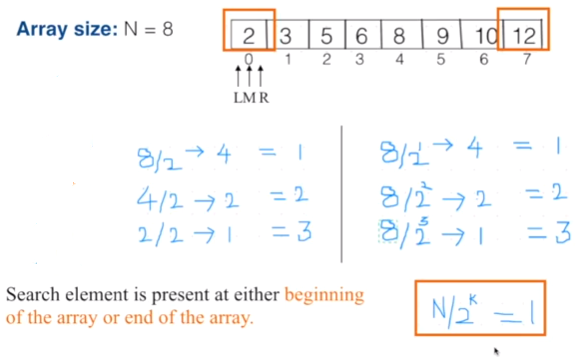 Array size: N = 8
2 3 5 6 8 9 10 12
0 1 2 3 4 5 6 7
L M R
8/2 → 4 = 1
4/2 → 2 = 2
2/2 → 1 = 3
8/2¹ → 4 = 1
8/2² → 2 = 2
8/2³ → 1 = 3
Search element is present at either beginning
of the array or end of the array.
N/2ᴷ = 1